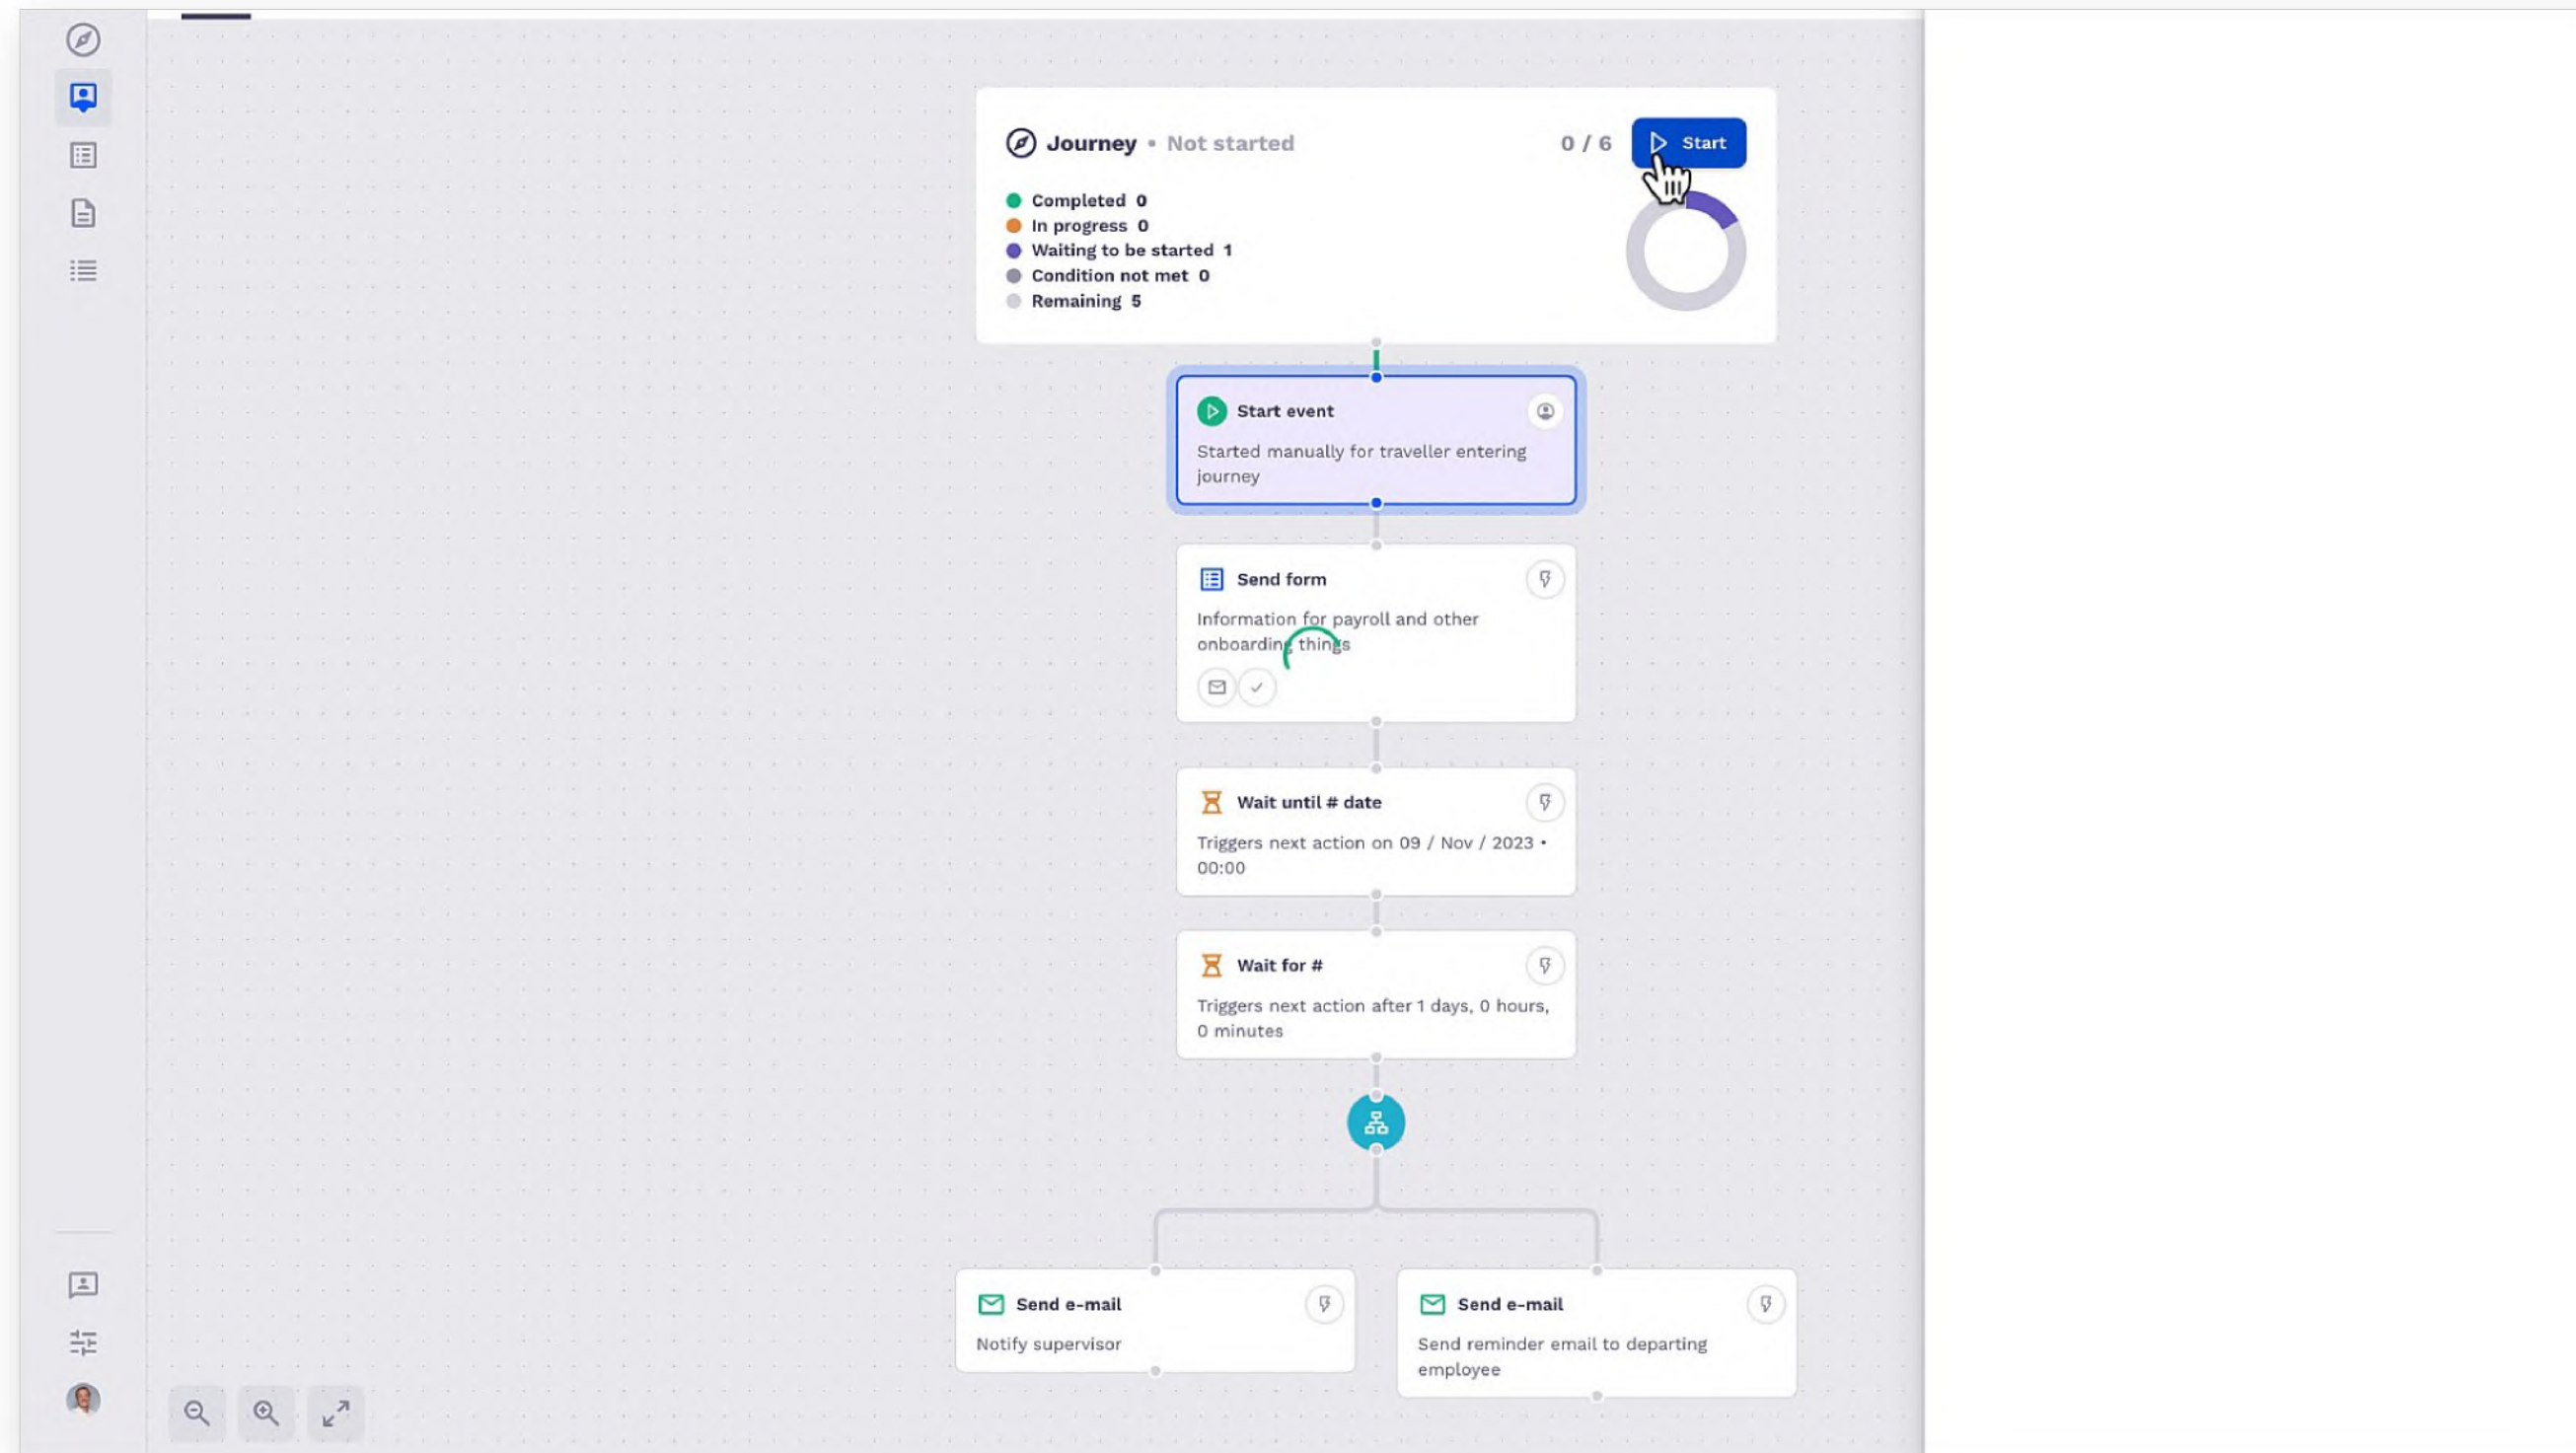 Journey • Not started 0 / 6 Start
Completed 0
In progress 0
Waiting to be started 1
Condition not met 0
Remaining 5
Start event
Started manually for traveller entering
journey
Send form
Information for payroll and other
onboarding things
Wait until # date
Triggers next action on 09 / Nov / 2023 •
00:00
Wait for #
Triggers next action after 1 days, 0 hours,
0 minutes
Send e-mail
Notify supervisor
Send e-mail
Send reminder email to departing
employee